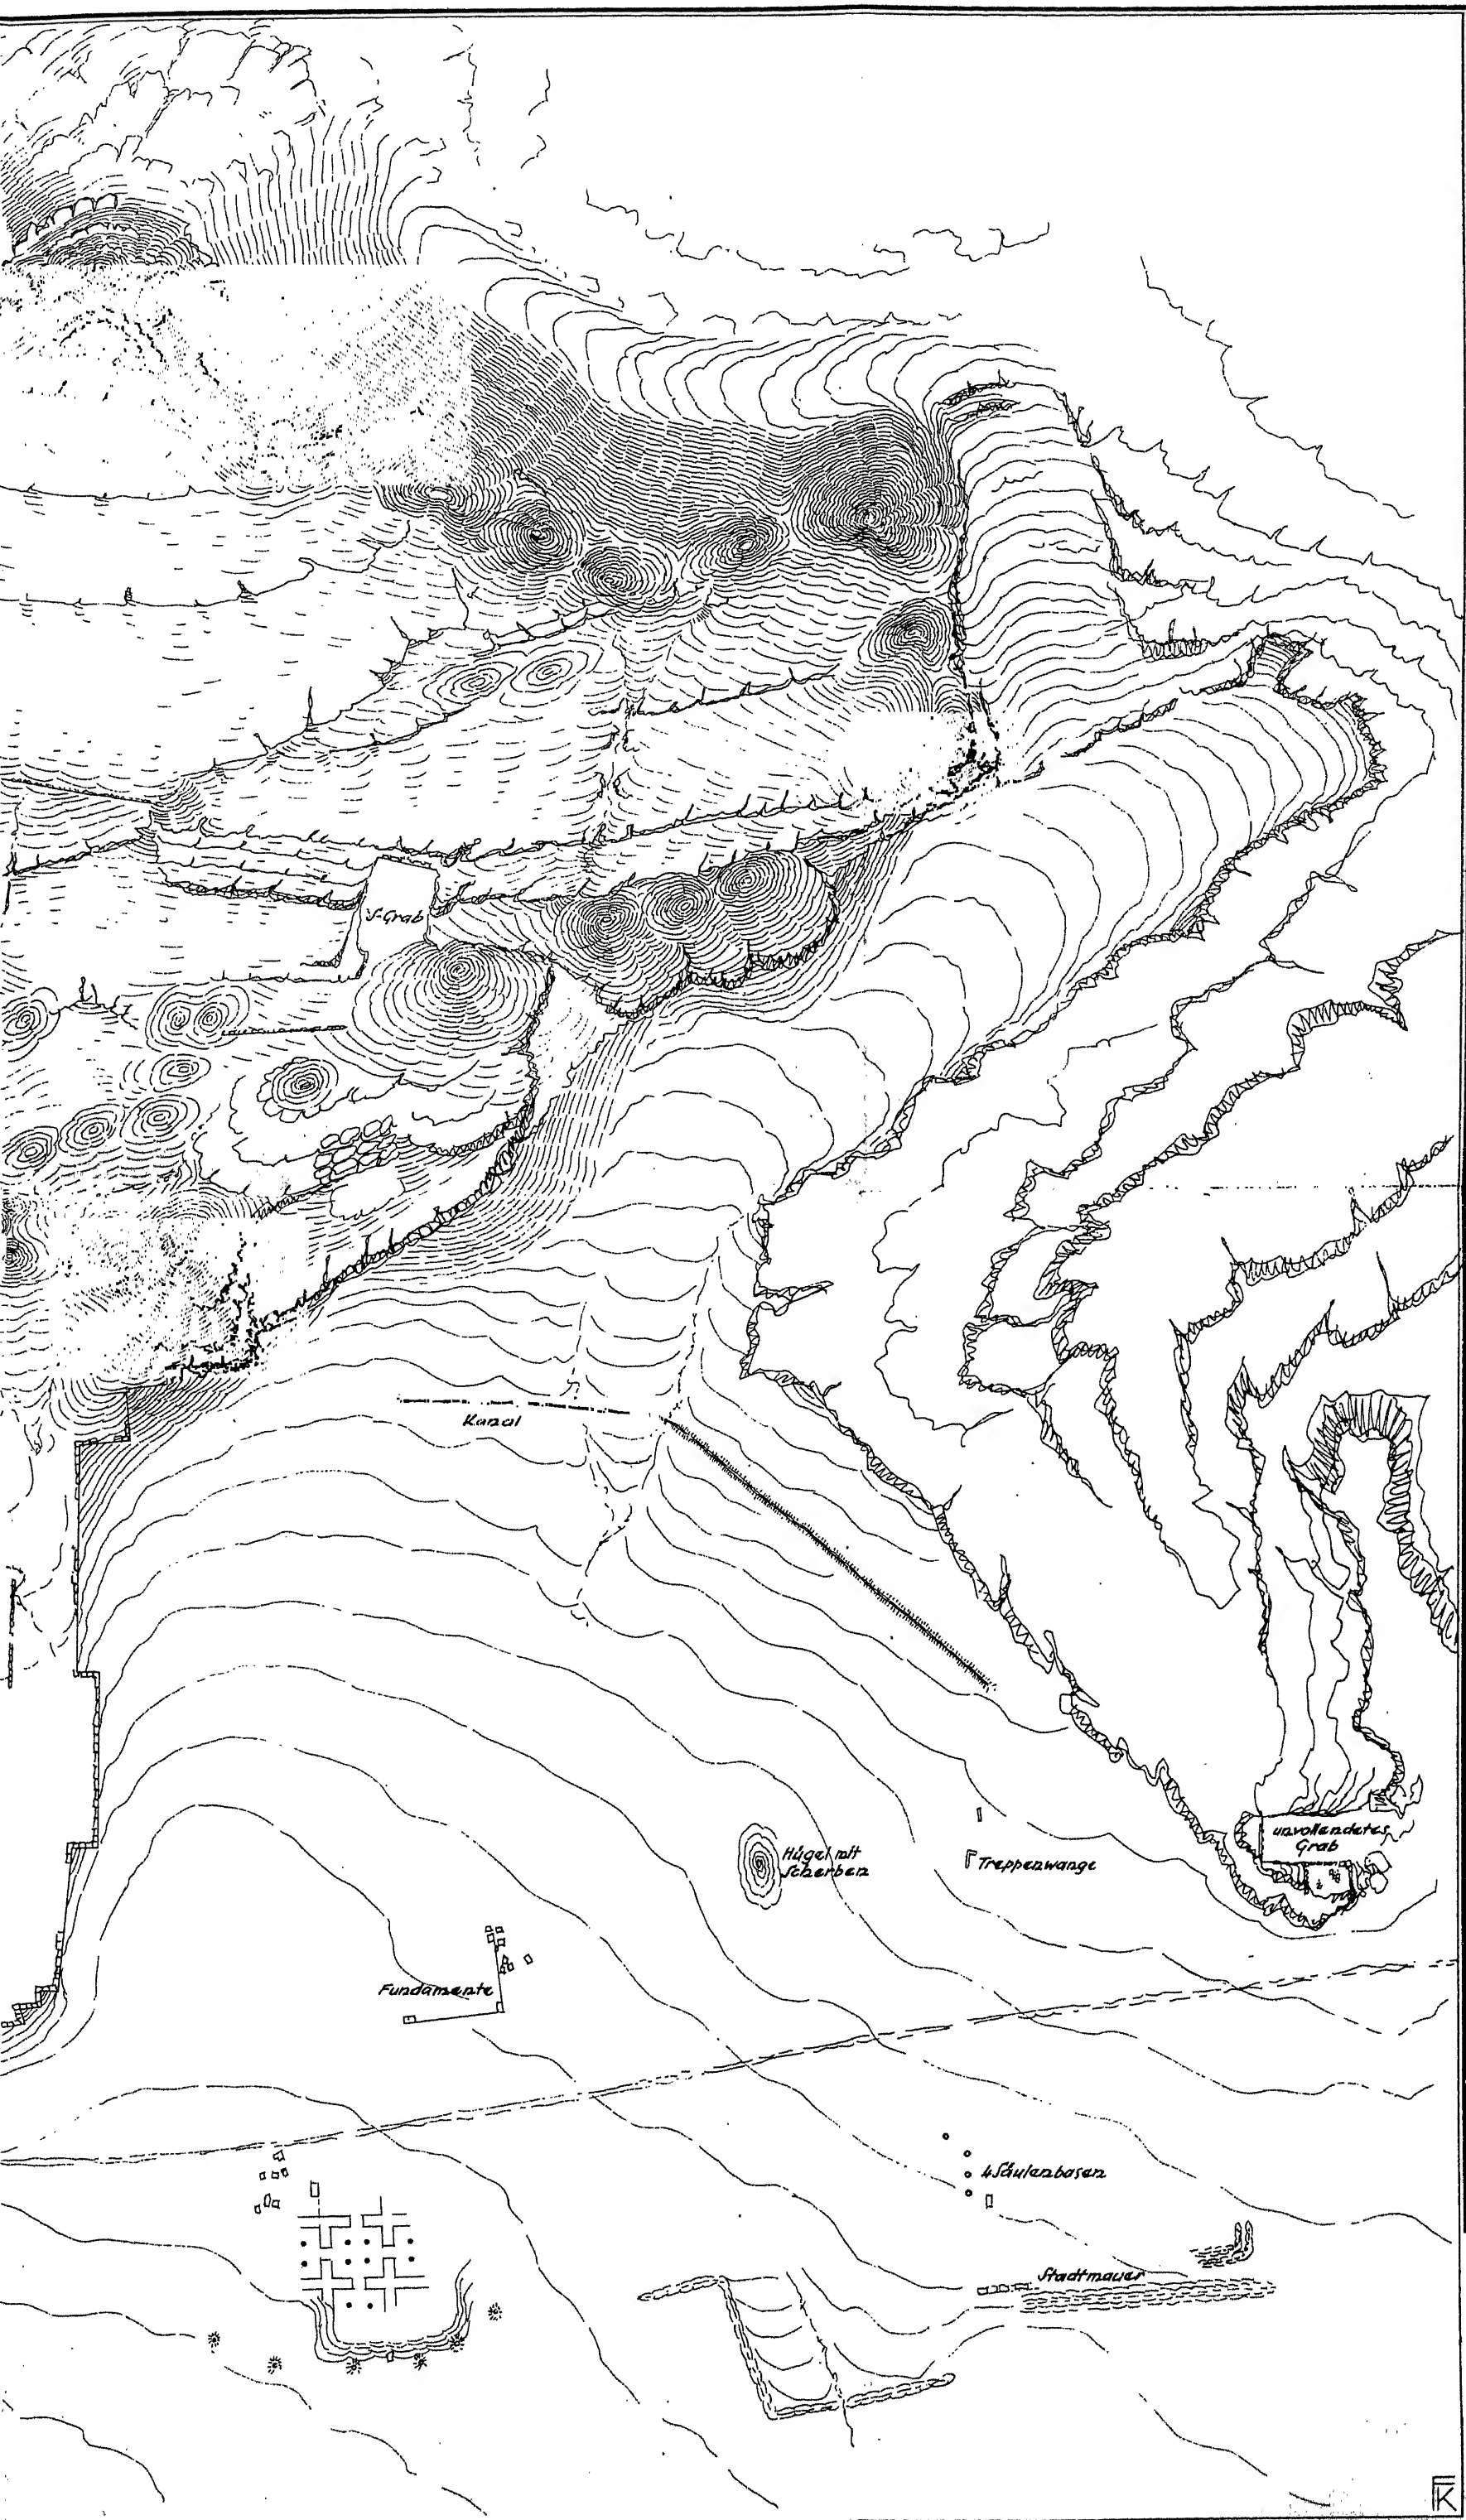 S-Grab
Kanal
Hügel mit
Scherben
Treppenwange
unvollendetes
Grab
Fundamente
4 Säulenbasen
Stadtmauer
FK